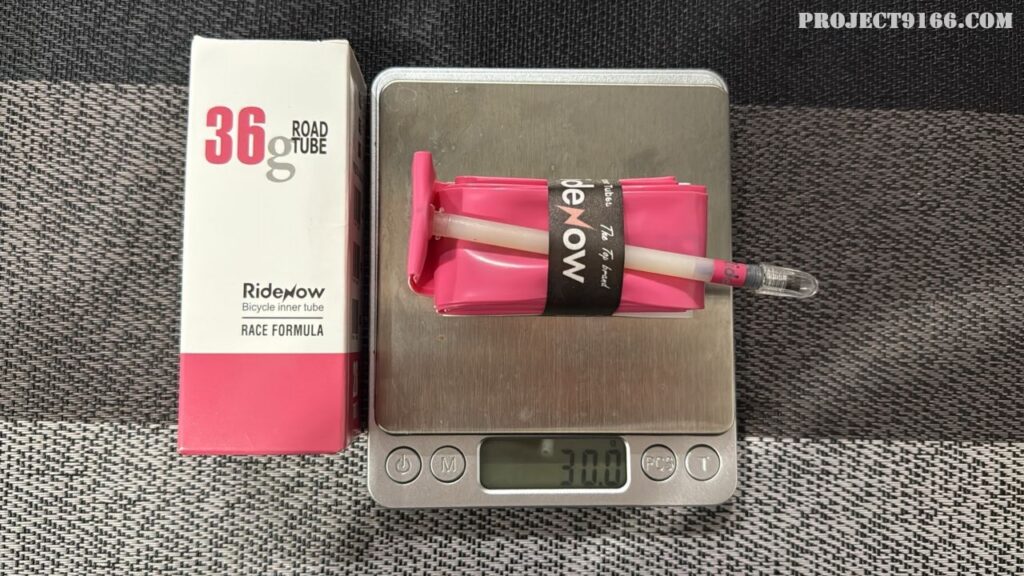 PROJECT9166.COM
36g ROAD
TUBE
RideNow
Bicycle inner tube
RACE FORMULA
deNow
The Top brand
M
30.0
PCS
T